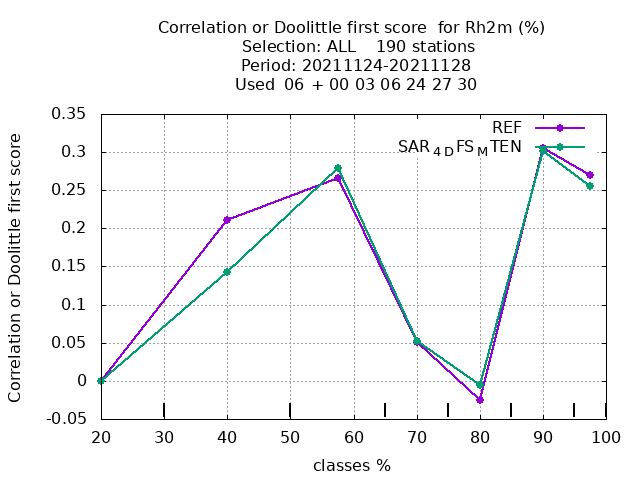 Correlation or Doolittle first score  for Rh2m (%)
Selection: ALL    190 stations
Period: 20211124-20211128
Used  06  + 00 03 06 24 27 30
0.35
0.3
0.25
0.2
0.15
0.1
0.05
0
-0.05
Correlation or Doolittle first score
REF
SAR4DFSMTEN
20 30 40 50 60 70 80 90 100
classes %